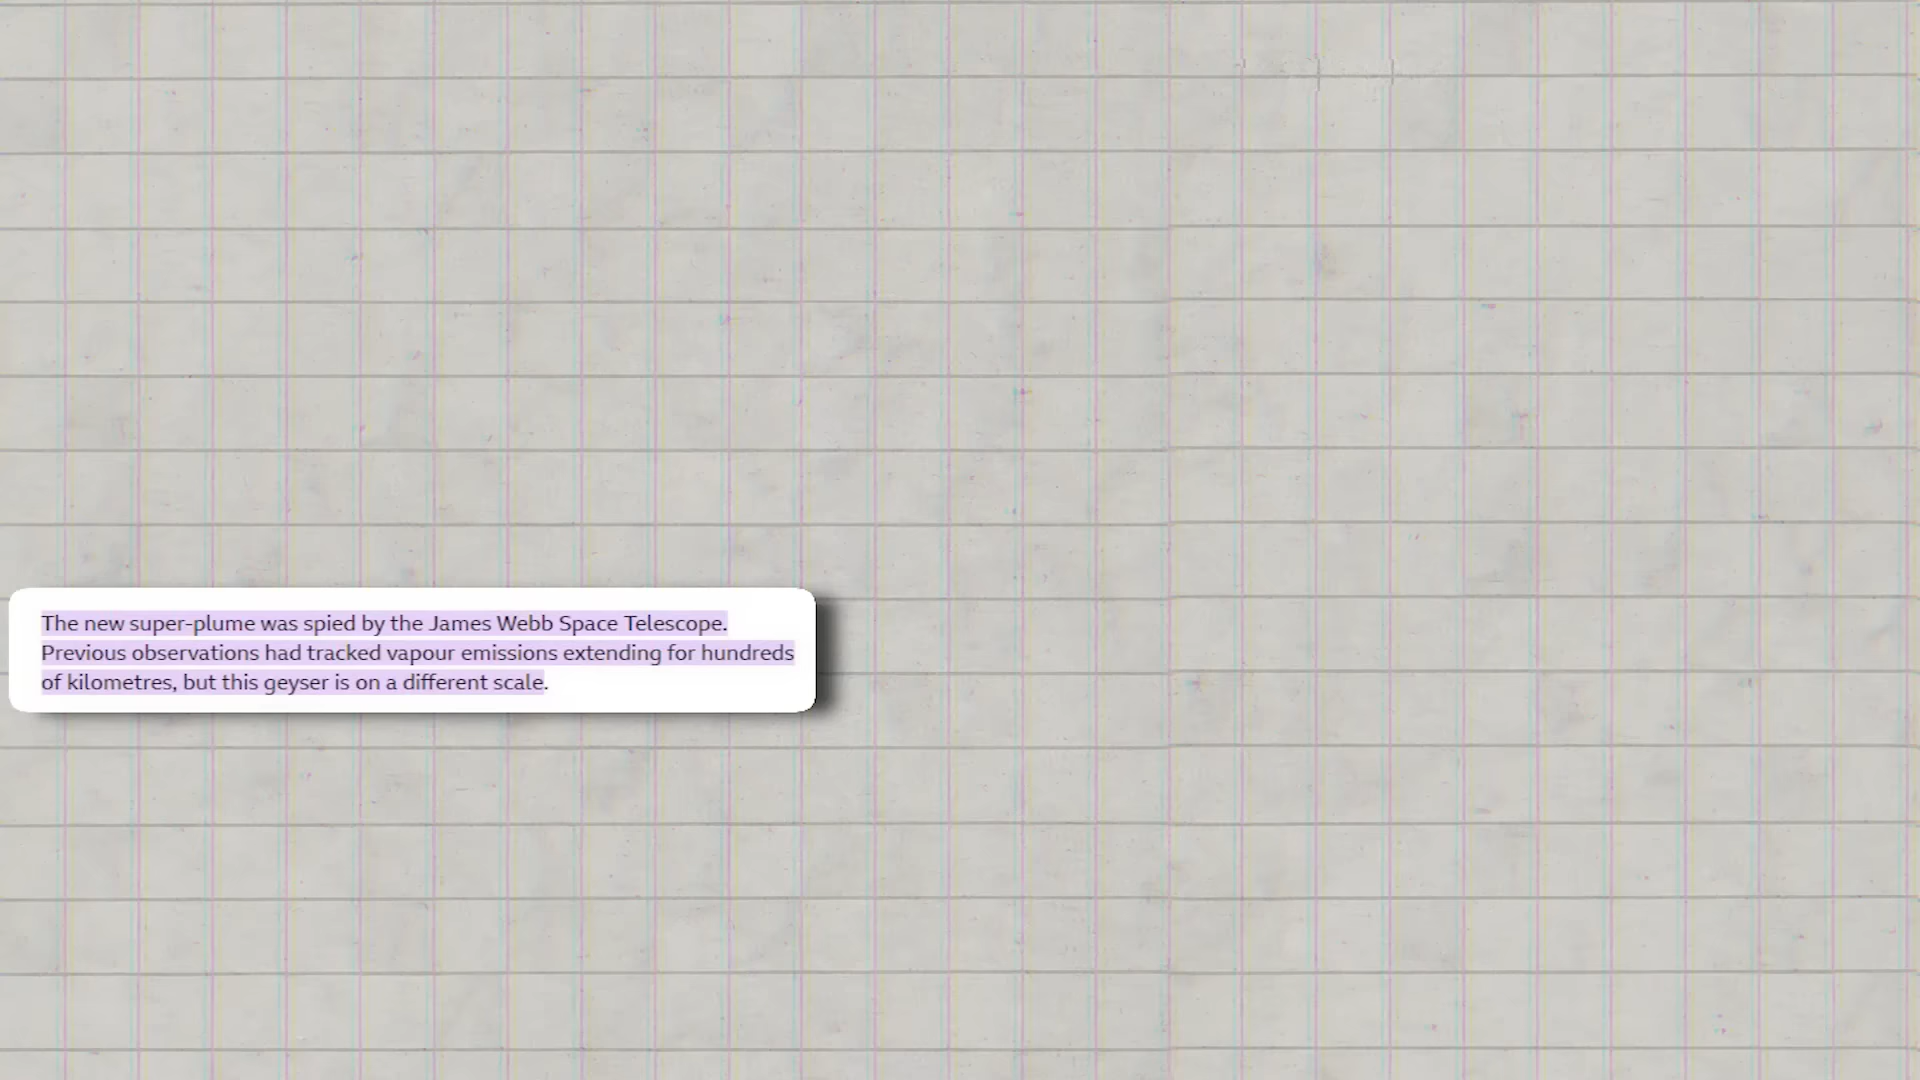 The new super-plume was spied by the James Webb Space Telescope.
Previous observations had tracked vapour emissions extending for hundreds
of kilometres, but this geyser is on a different scale.